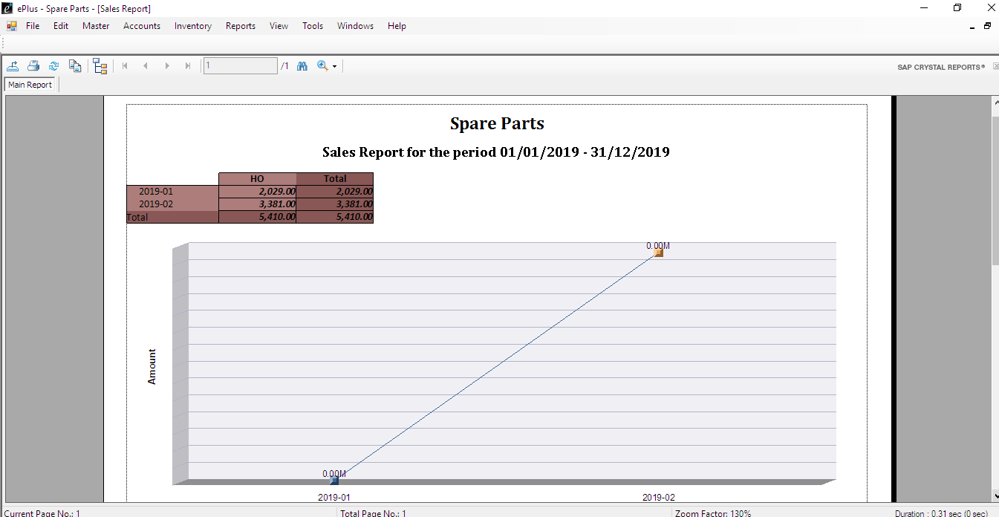 ePlus - Spare Parts - [Sales Report]
File Edit Master Accounts Inventory Reports View Tools Windows Help
1 /1 SAP CRYSTAL REPORTS®
Main Report
Spare Parts
Sales Report for the period 01/01/2019 - 31/12/2019
HO Total
2019-01 2,029.00 2,029.00
2019-02 3,381.00 3,381.00
Total 5,410.00 5,410.00
0.00M
Amount
0.00M
2019-01 2019-02
Current Page No.: 1 Total Page No.: 1 Zoom Factor: 130% Duration : 0.31 sec (0 sec)